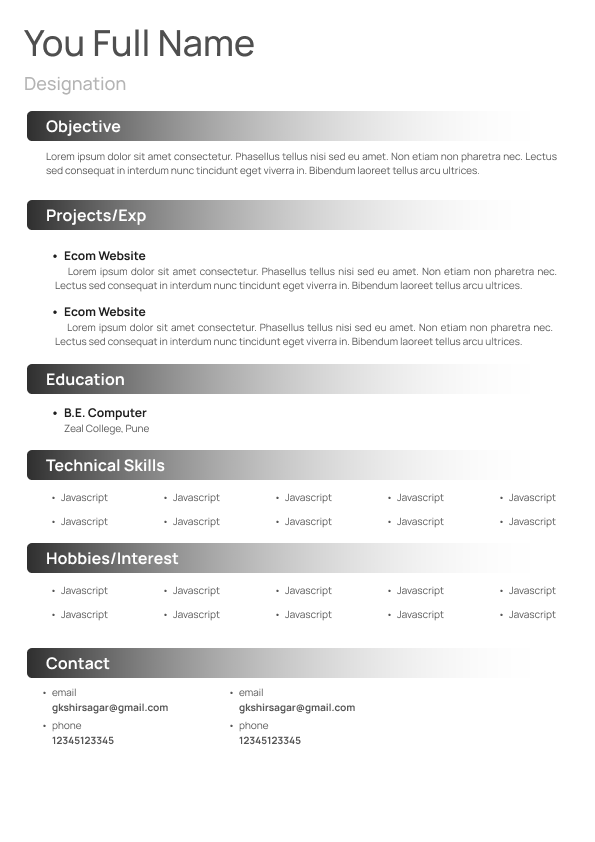 You Full Name
Designation
Objective
Lorem ipsum dolor sit amet consectetur. Phasellus tellus nisi sed eu amet. Non etiam non pharetra nec. Lectus
sed consequat in interdum nunc tincidunt eget viverra in. Bibendum laoreet tellus arcu ultrices.
Projects/Exp
• Ecom Website
Lorem ipsum dolor sit amet consectetur. Phasellus tellus nisi sed eu amet. Non etiam non pharetra nec.
Lectus sed consequat in interdum nunc tincidunt eget viverra in. Bibendum laoreet tellus arcu ultrices.
• Ecom Website
Lorem ipsum dolor sit amet consectetur. Phasellus tellus nisi sed eu amet. Non etiam non pharetra nec.
Lectus sed consequat in interdum nunc tincidunt eget viverra in. Bibendum laoreet tellus arcu ultrices.
Education
• B.E. Computer
Zeal College, Pune
Technical Skills
• Javascript • Javascript • Javascript • Javascript • Javascript
• Javascript • Javascript • Javascript • Javascript • Javascript
Hobbies/Interest
• Javascript • Javascript • Javascript • Javascript • Javascript
• Javascript • Javascript • Javascript • Javascript • Javascript
Contact
• email • email
gkshirsagar@gmail.com gkshirsagar@gmail.com
• phone • phone
12345123345 12345123345